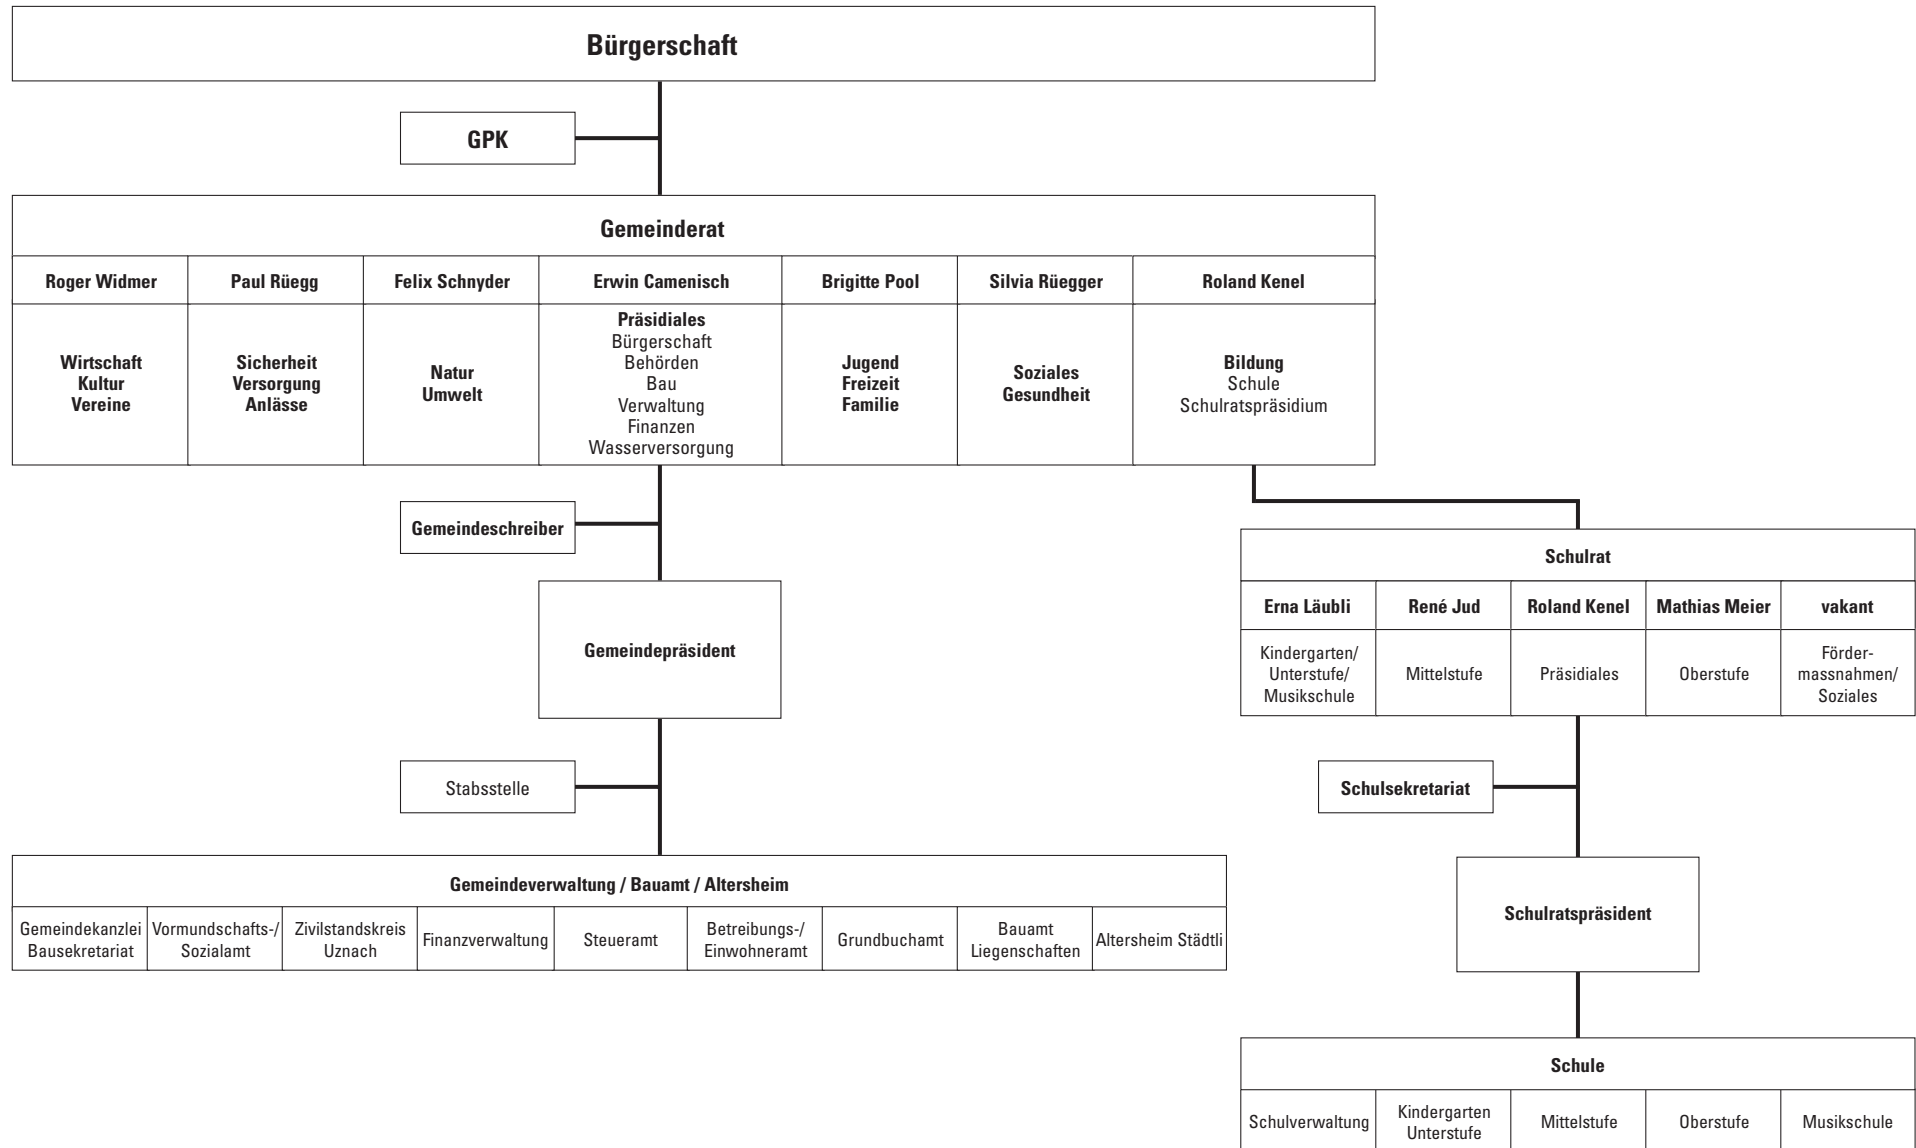 Bürgerschaft
GPK
Gemeinderat
Roger Widmer
Paul Rüegg
Felix Schnyder
Erwin Camenisch
Brigitte Pool
Silvia Rüegger
Roland Kenel
Wirtschaft
Kultur
Vereine
Sicherheit
Versorgung
Anlässe
Natur
Umwelt
Präsidiales
Bürgerschaft
Behörden
Bau
Verwaltung
Finanzen
Wasserversorgung
Jugend
Freizeit
Familie
Soziales
Gesundheit
Bildung
Schule
Schulratspräsidium
Gemeindeschreiber
Gemeindepräsident
Stabsstelle
Gemeindeverwaltung / Bauamt / Altersheim
Gemeindekanzlei
Bausekretariat
Vormundschafts-/
Sozialamt
Zivilstandskreis
Uznach
Finanzverwaltung
Steueramt
Betreibungs-/
Einwohneramt
Grundbuchamt
Bauamt
Liegenschaften
Altersheim Städtli
Schulrat
Erna Läubli
René Jud
Roland Kenel
Mathias Meier
vakant
Kindergarten/
Unterstufe/
Musikschule
Mittelstufe
Präsidiales
Oberstufe
Förder-
massnahmen/
Soziales
Schulsekretariat
Schulratspräsident
Schule
Schulverwaltung
Kindergarten
Unterstufe
Mittelstufe
Oberstufe
Musikschule